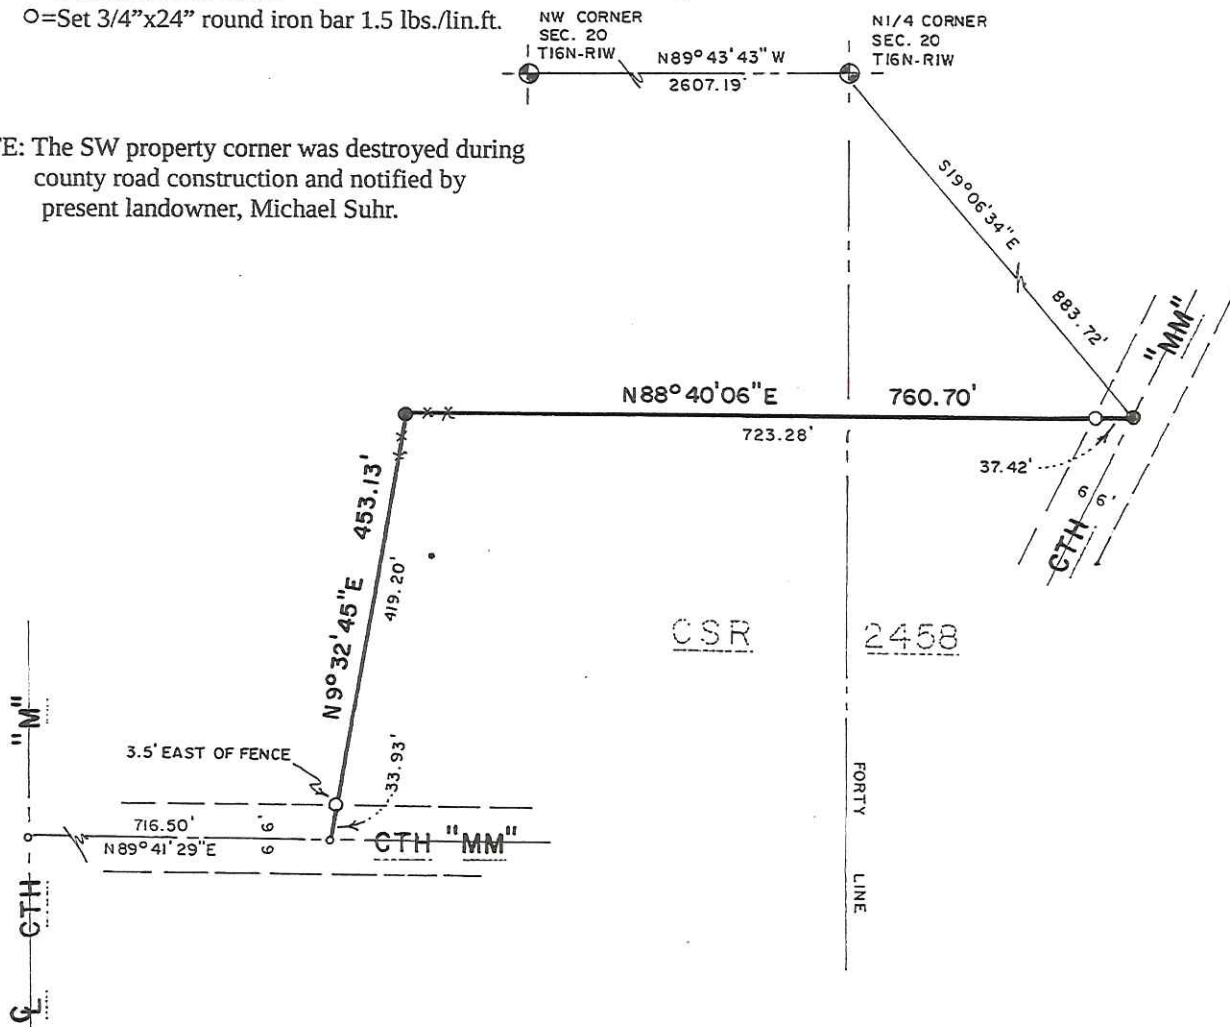 O=Set 3/4"x24" round iron bar 1.5 lbs./lin.ft.
NW CORNER
SEC. 20
T16N-R1W
N1/4 CORNER
SEC. 20
T16N-R1W
N89°43'43" W
2607.19'
TE: The SW property corner was destroyed during
county road construction and notified by
present landowner, Michael Suhr.
S19°06'34"E
883.72'
"MM"
N88°40'06"E 760.70'
723.28'
37.42'
66'
CTH
N9°32'45"E 453.13'
419.20'
CSR 2458
"M"
3.5' EAST OF FENCE
33.93'
716.50'
N89°41'29"E
66'
CTH "MM"
FORTY LINE
CTH
CL